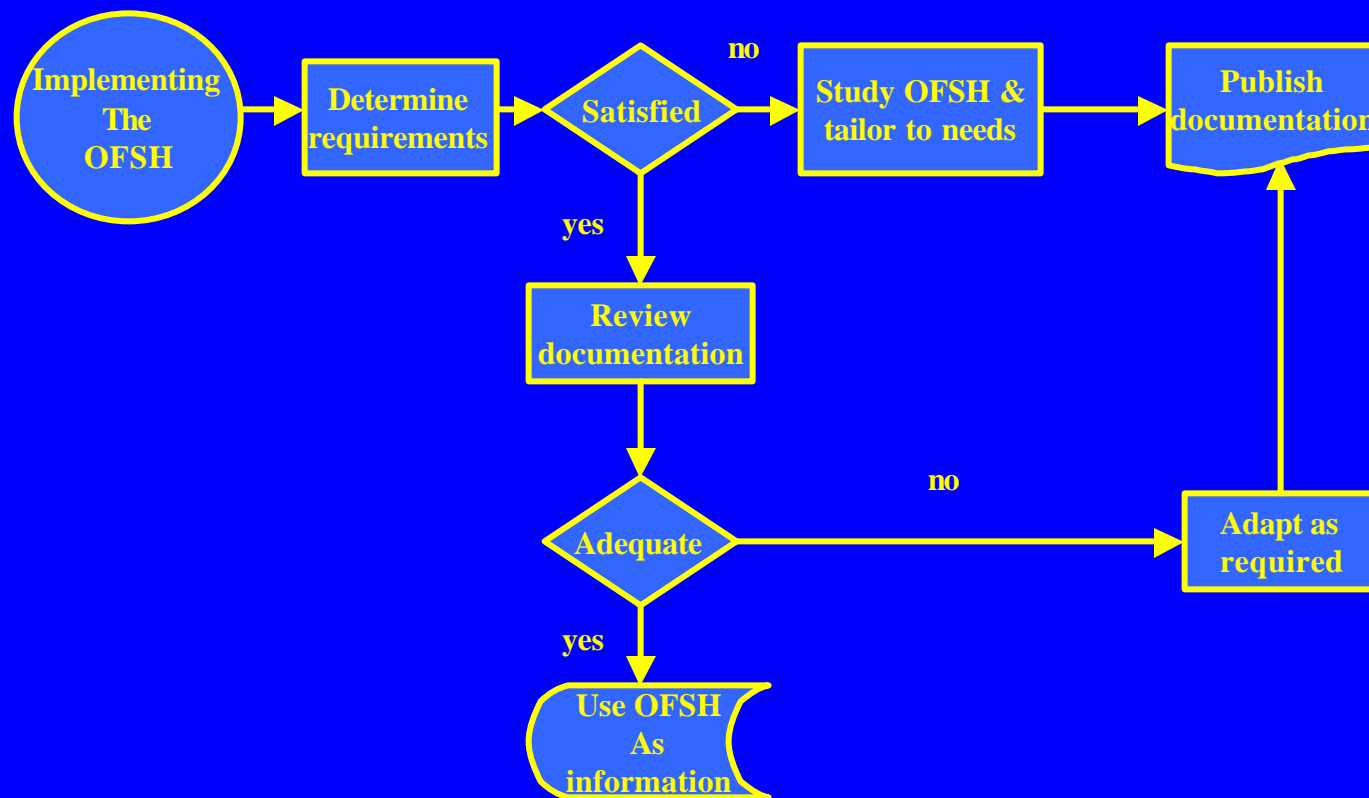 Implementing
The
OFSH
Determine
requirements
Satisfied
no
Study OFSH &
tailor to needs
Publish
documentation
yes
Review
documentation
Adequate
no
Adapt as
required
yes
Use OFSH
As
information